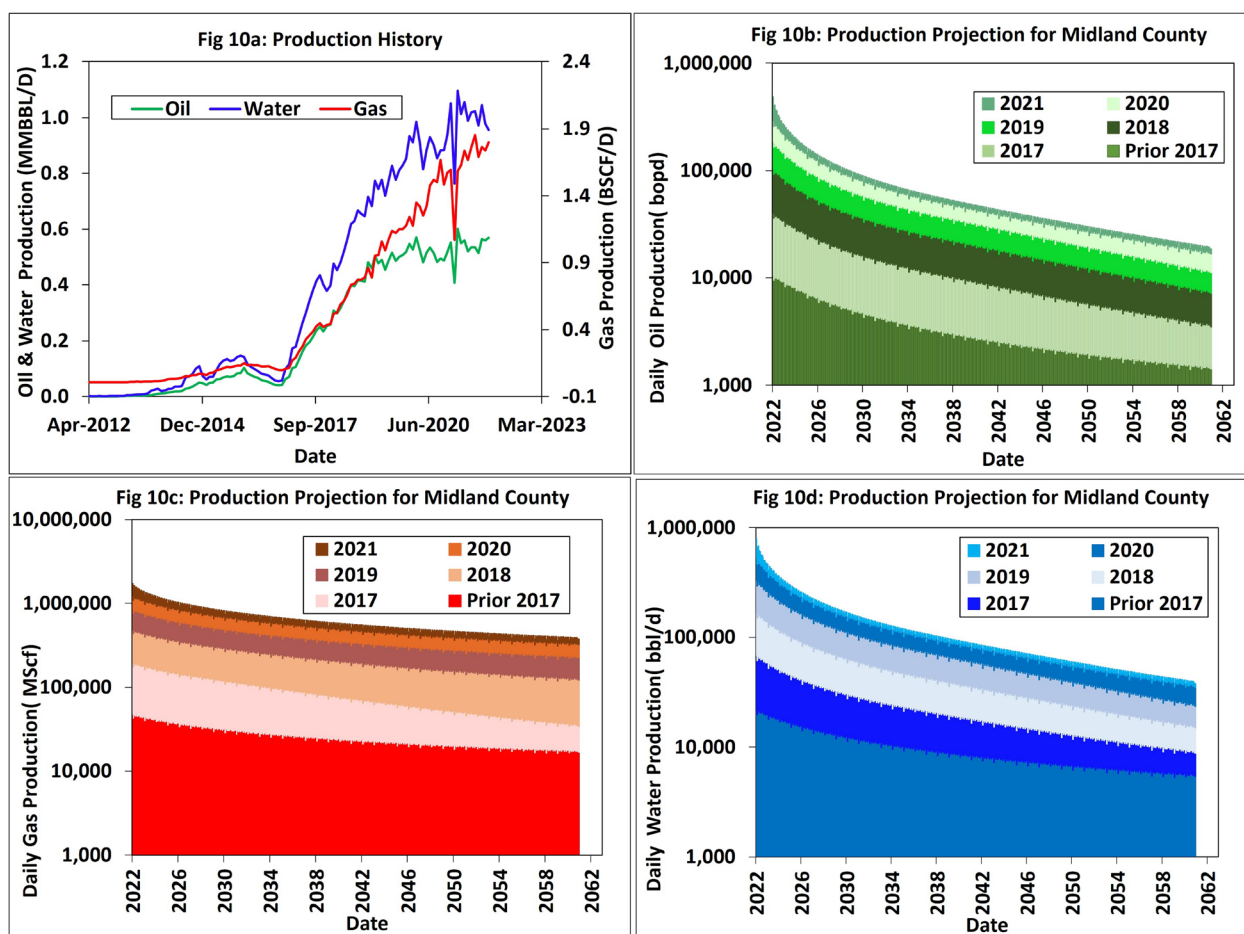 Fig 10a: Production History
Oil & Water Production (MMBBL/D)
1.2
1.0
0.8
0.6
0.4
0.2
0.0
Oil Water Gas
2.4
1.9
1.4
0.9
0.4
-0.1
Gas Production (BSCF/D)
Apr-2012 Dec-2014 Sep-2017 Jun-2020 Mar-2023
Date
Fig 10b: Production Projection for Midland County
Daily Oil Production( bopd)
1,000,000
100,000
10,000
1,000
2021 2020
2019 2018
2017 Prior 2017
2022 2026 2030 2034 2038 2042 2046 2050 2054 2058 2062
Date
Fig 10c: Production Projection for Midland County
Daily Gas Production( MScf)
10,000,000
1,000,000
100,000
10,000
1,000
2021 2020
2019 2018
2017 Prior 2017
2022 2026 2030 2034 2038 2042 2046 2050 2054 2058 2062
Date
Fig 10d: Production Projection for Midland County
Daily Water Production( bbl/d)
1,000,000
100,000
10,000
1,000
2021 2020
2019 2018
2017 Prior 2017
2022 2026 2030 2034 2038 2042 2046 2050 2054 2058 2062
Date